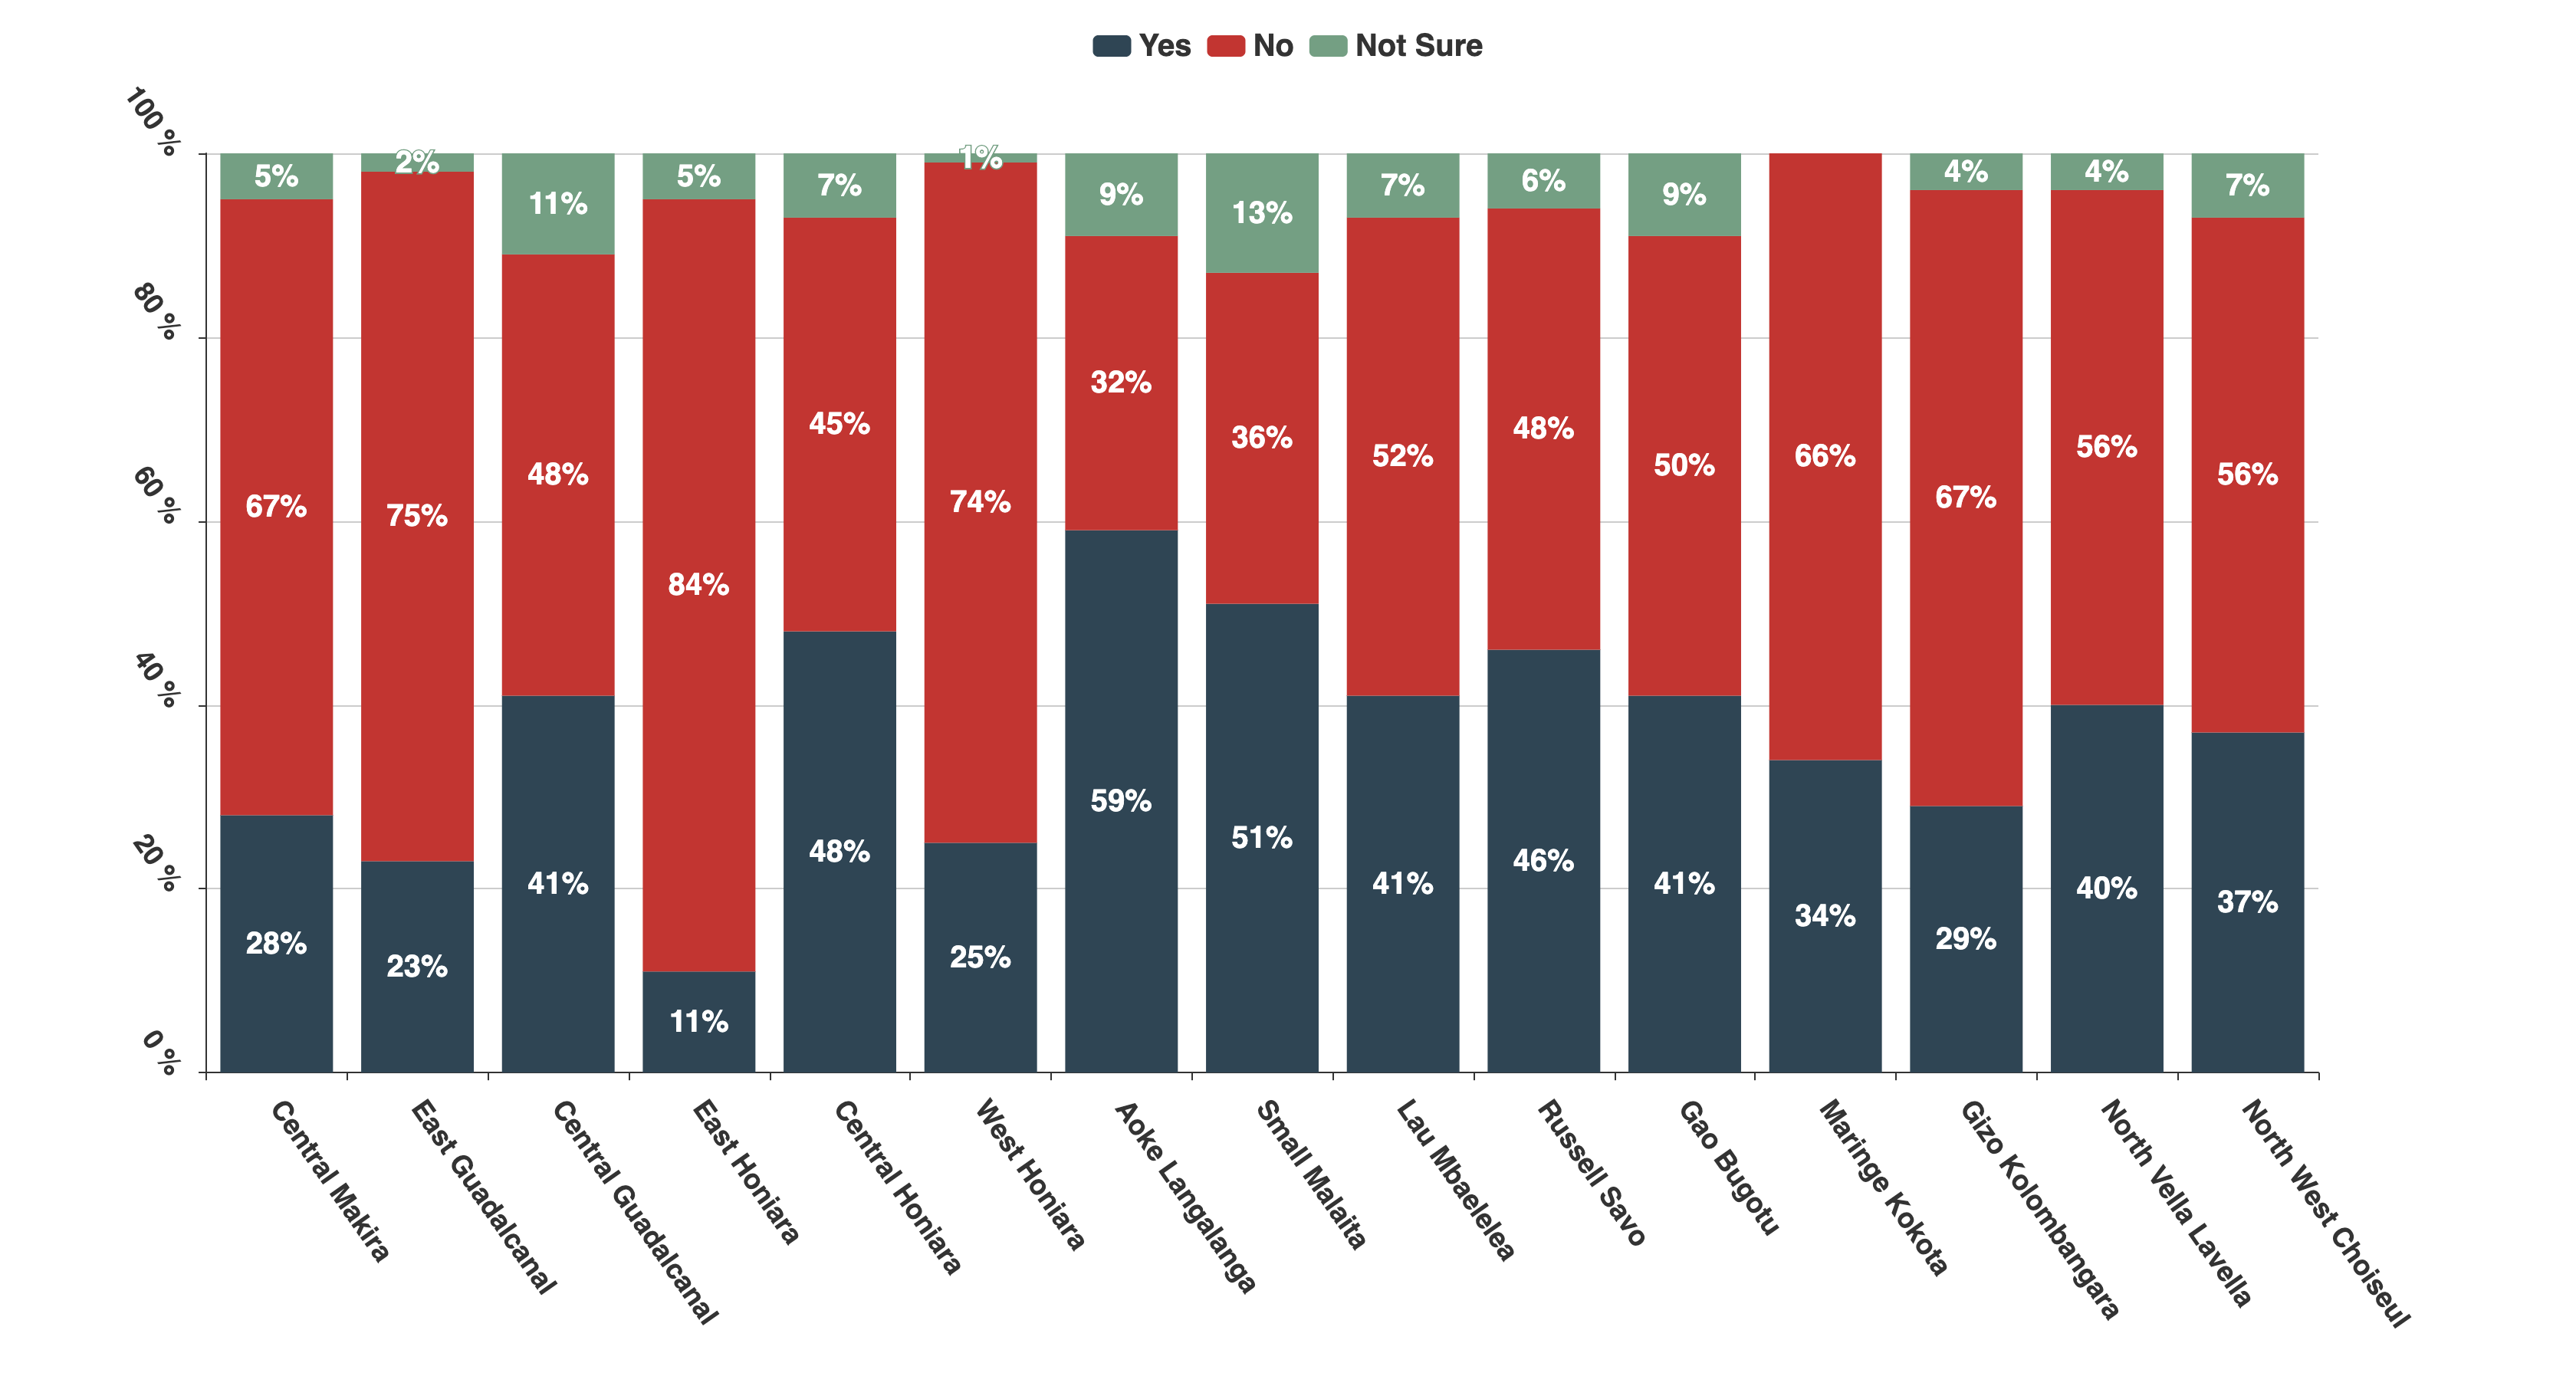 Yes No Not Sure
100 %
80 %
60 %
40 %
20 %
0 %
5% 2% 11% 5% 7% 1% 9% 13% 7% 6% 9% 4% 4% 7%
67% 75% 48% 84% 45% 74% 32% 36% 52% 48% 50% 66% 67% 56% 56%
28% 23% 41% 11% 48% 25% 59% 51% 41% 46% 41% 34% 29% 40% 37%
Central Makira
East Guadalcanal
Central Guadalcanal
East Honiara
Central Honiara
West Honiara
Aoke Langalanga
Small Malaita
Lau Mbaelelea
Russell Savo
Gao Bugotu
Maringe Kokota
Gizo Kolombangara
North Vella Lavella
North West Choiseul